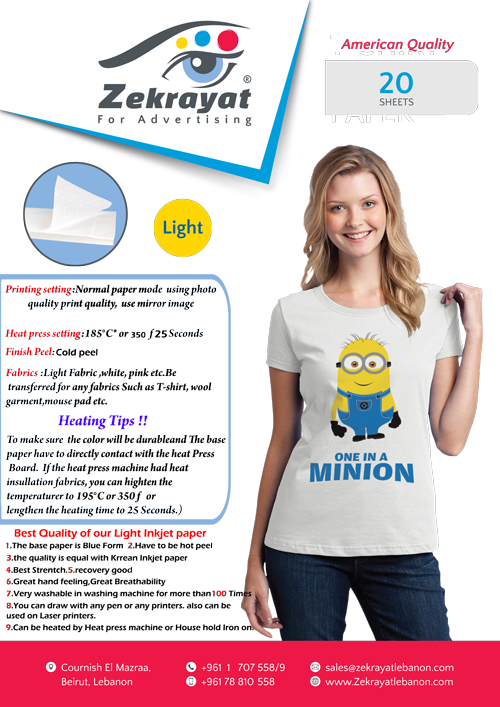 American Quality
20
SHEETS
PAPER
Zekrayat®
For Advertising
Light
Printing setting:Normal paper mode using photo
quality print quality, use mirror image
Heat press setting:185°C* or 350 f 25 Seconds
Finish Peel: Cold peel
Fabrics :Light Fabric ,white, pink etc.Be
transferred for any fabrics Such as T-shirt, wool
garment,mouse pad etc.
Heating Tips !!
To make sure the color will be durableand The base
paper have to directly contact with the heat Press
Board. If the heat press machine had heat
insullation fabrics, you can highten the
temperaturer to 195°C or 350 f or
lengthen the heating time to 25 Seconds.)
ONE IN A
MINION
Best Quality of our Light Inkjet paper
1.The base paper is Blue Form 2.Have to be hot peel
3.the quality is equal with Krrean Inkjet paper
4.Best Strentch.5.recovery good
6.Great hand feeling,Great Breathability
7.Very washable in washing machine for more than100 Times
8.You can draw with any pen or any printers. also can be
used on Laser printers.
9.Can be heated by Heat press machine or House hold Iron on.
Cournish El Mazraa,
Beirut, Lebanon
+961 1 707 558/9
+961 78 810 558
sales@zekrayatlebanon.com
www.Zekrayatlebanon.com